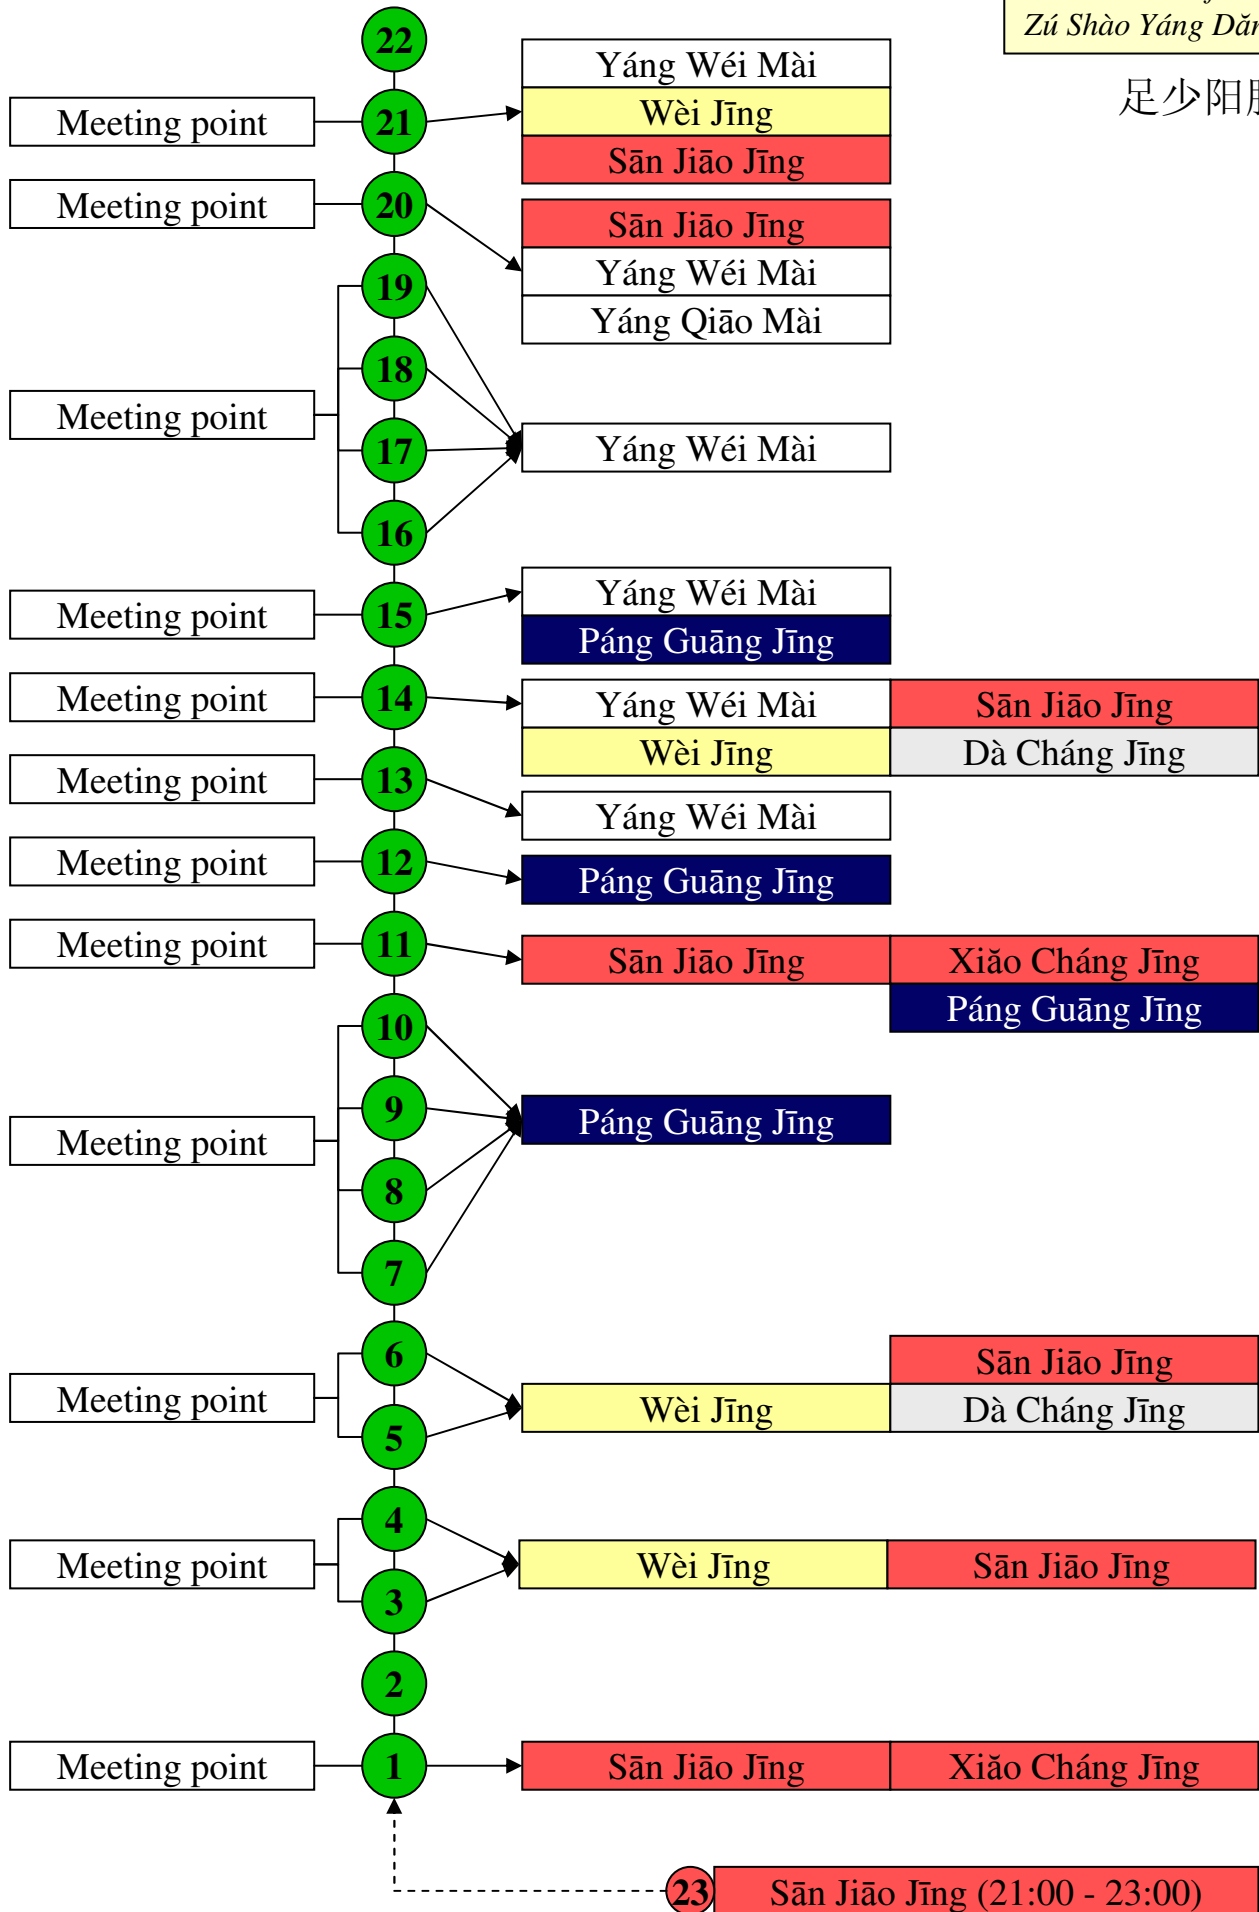 Zú Shào Yáng Dǎn
足少阳
22
Yáng Wéi Mài
Meeting point 21 Wèi Jīng
Sān Jiāo Jīng
Meeting point 20 Sān Jiāo Jīng
Yáng Wéi Mài
Yáng Qiāo Mài
19
18
Meeting point Yáng Wéi Mài
17
16
Meeting point 15 Yáng Wéi Mài
Páng Guāng Jīng
Meeting point 14 Yáng Wéi Mài Sān Jiāo Jīng
Wèi Jīng Dà Cháng Jīng
Meeting point 13 Yáng Wéi Mài
Meeting point 12 Páng Guāng Jīng
Meeting point 11 Sān Jiāo Jīng Xiǎo Cháng Jīng
Páng Guāng Jīng
10
9
Meeting point Páng Guāng Jīng
8
7
6 Sān Jiāo Jīng
Meeting point Wèi Jīng Dà Cháng Jīng
5
4
Meeting point Wèi Jīng Sān Jiāo Jīng
3
2
Meeting point 1 Sān Jiāo Jīng Xiǎo Cháng Jīng
23 Sān Jiāo Jīng (21:00 - 23:00)